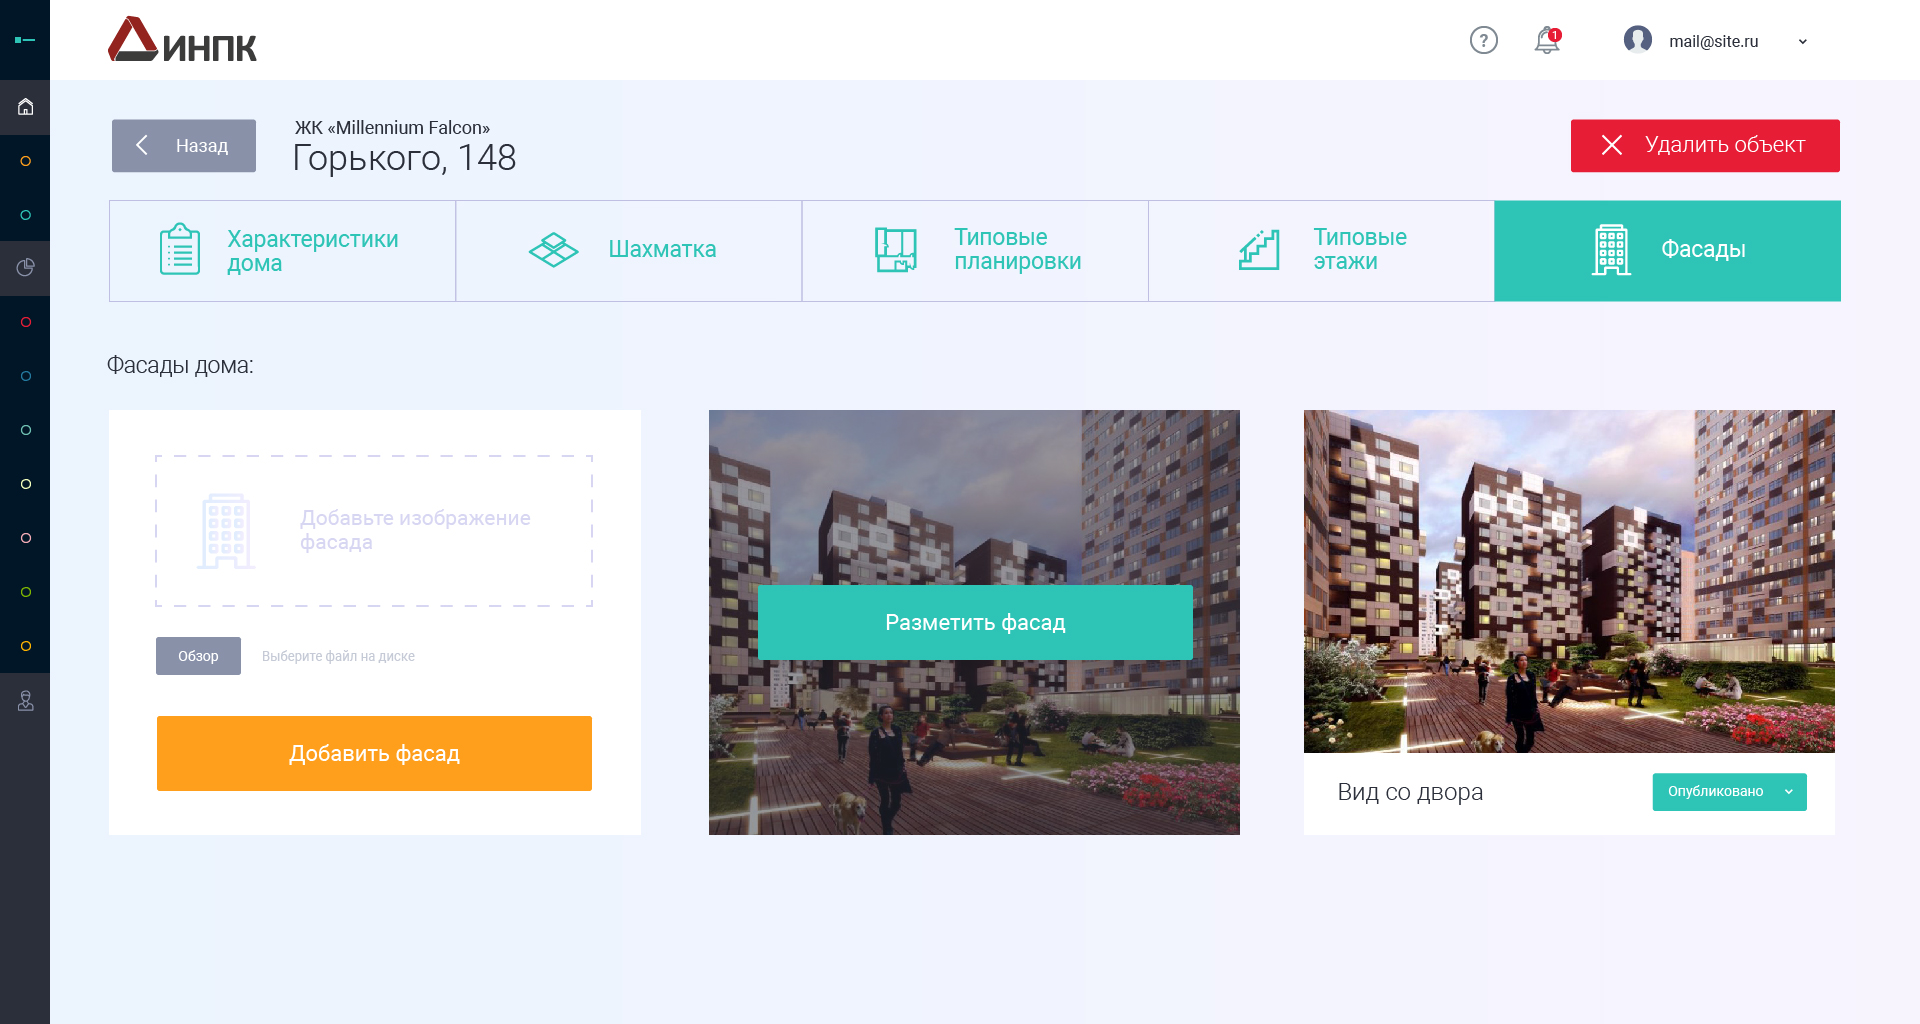 ИНПК
?
1
mail@site.ru
Назад
ЖК «Millennium Falcon»
Горького, 148
Удалить объект
Характеристики
дома
Шахматка
Типовые
планировки
Типовые
этажи
Фасады
Фасады дома:
Добавьте изображение
фасада
Обзор
Выберите файл на диске
Добавить фасад
Разметить фасад
Вид со двора
Опубликовано